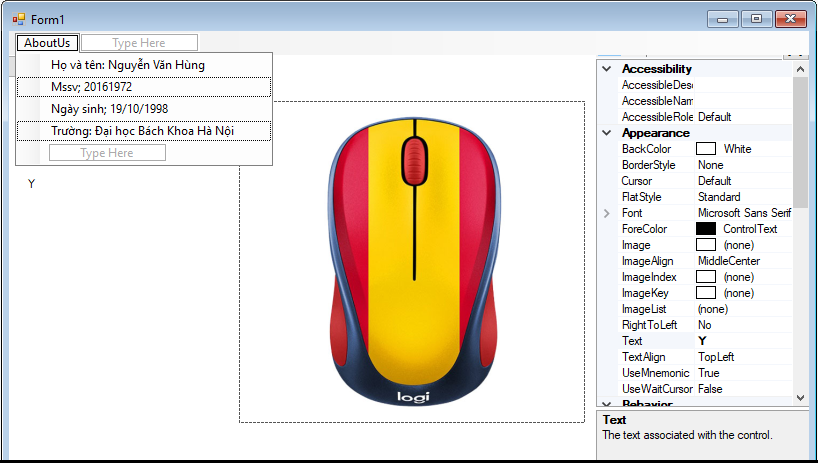 Form1
AboutUs Type Here
Họ và tên: Nguyễn Văn Hùng
Mssv; 20161972
Ngày sinh; 19/10/1998
Trường: Đại học Bách Khoa Hà Nội
Type Here
Y
logi
Accessibility
AccessibleDesc
AccessibleNam
AccessibleRole Default
Appearance
BackColor White
BorderStyle None
Cursor Default
FlatStyle Standard
Font Microsoft Sans Serif
ForeColor ControlText
Image (none)
ImageAlign MiddleCenter
ImageIndex (none)
ImageKey (none)
ImageList (none)
RightToLeft No
Text Y
TextAlign TopLeft
UseMnemonic True
UseWaitCursor False
Behavior
Text
The text associated with the control.